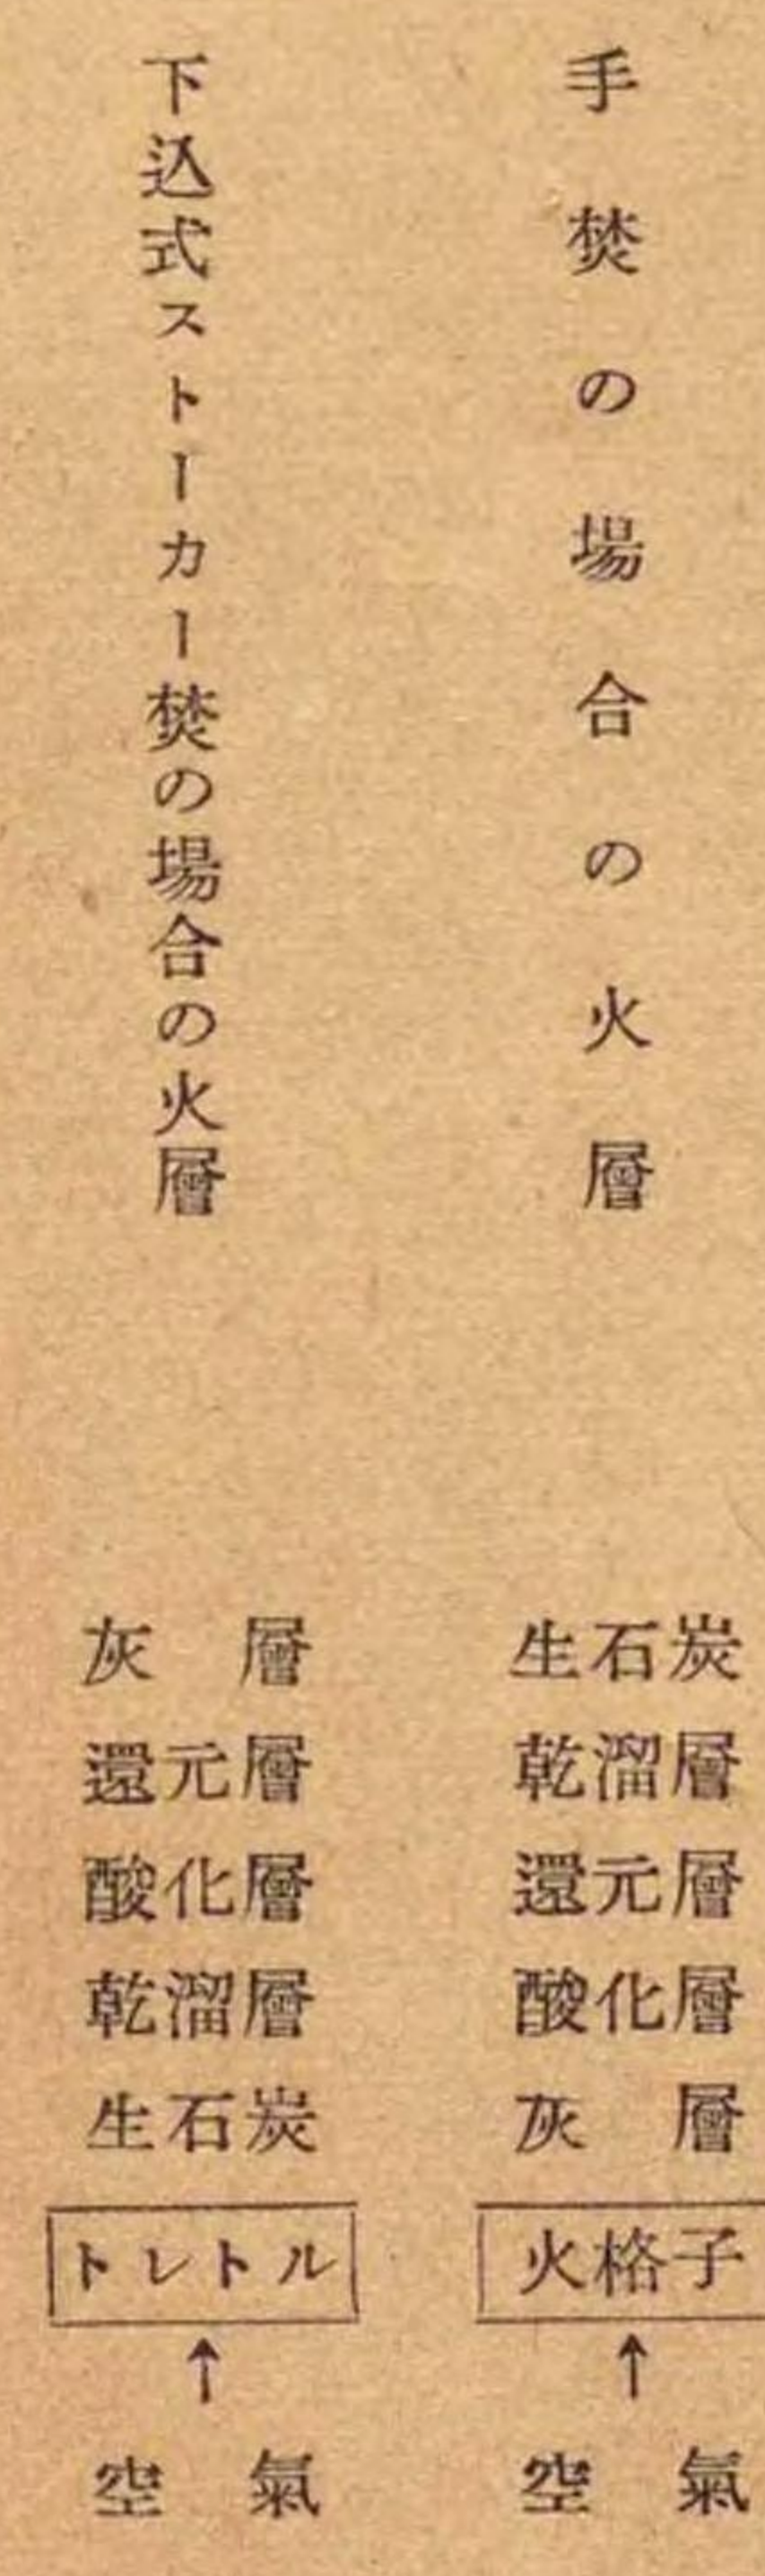 手焚の場合の火層
生石炭
乾溜層
還元層
酸化層
灰層
火格子
↑
空氣
下込式ストーカー焚の場合の火層
灰層
還元層
酸化層
乾溜層
生石炭
トレトル
↑
空氣